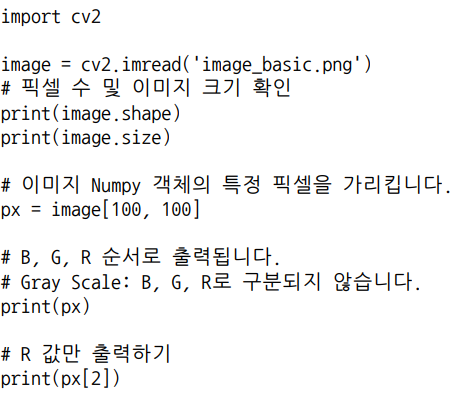 import cv2

image = cv2.imread('image_basic.png')
# 픽셀 수 및 이미지 크기 확인
print(image.shape)
print(image.size)

# 이미지 Numpy 객체의 특정 픽셀을 가리킵니다.
px = image[100, 100]

# B, G, R 순서로 출력됩니다.
# Gray Scale: B, G, R로 구분되지 않습니다.
print(px)

# R 값만 출력하기
print(px[2])